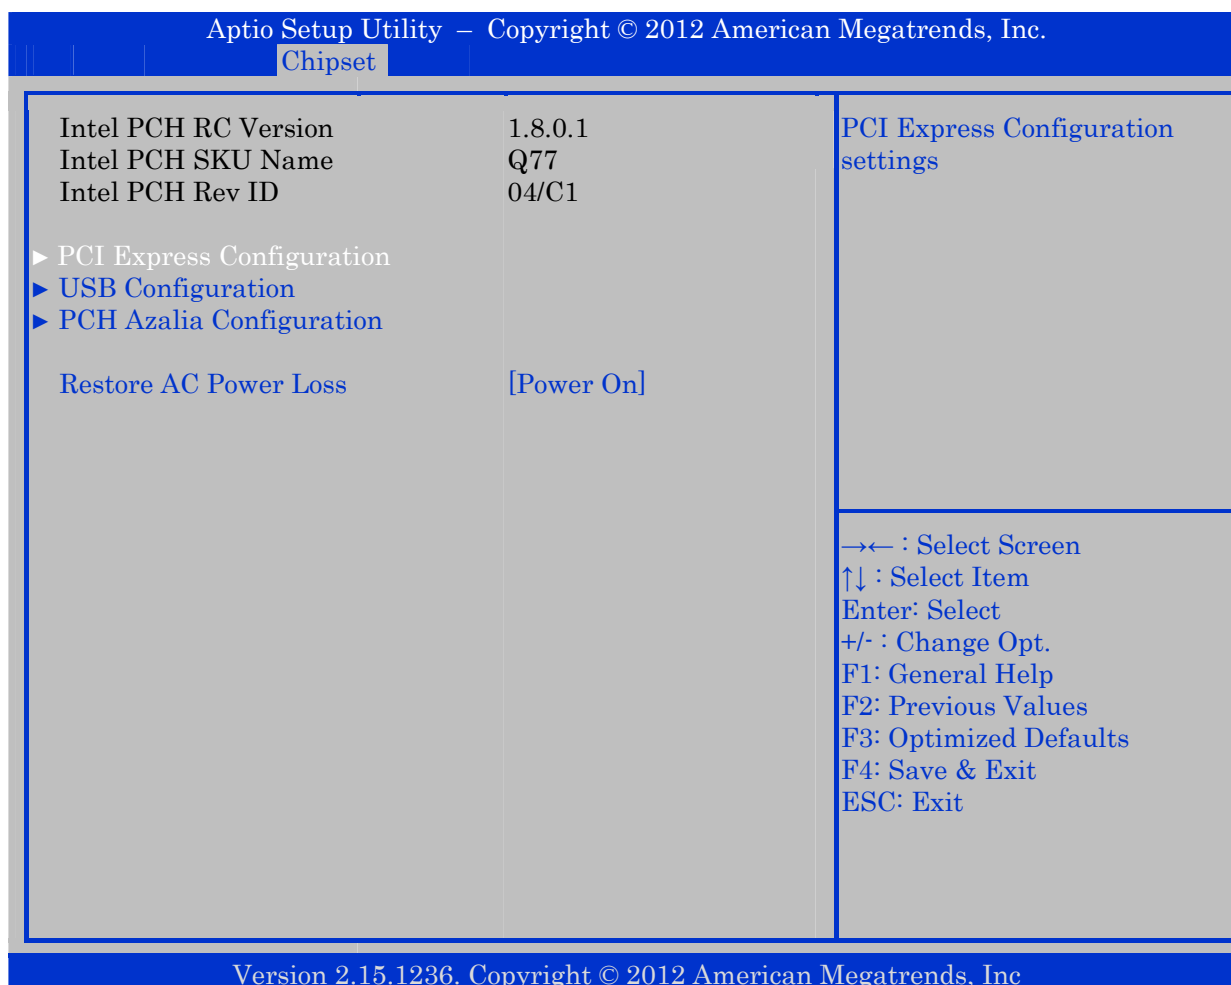 Aptio Setup Utility – Copyright © 2012 American Megatrends, Inc.
Chipset
Intel PCH RC Version 1.8.0.1
Intel PCH SKU Name Q77
Intel PCH Rev ID 04/C1
► PCI Express Configuration
► USB Configuration
► PCH Azalia Configuration
Restore AC Power Loss [Power On]
PCI Express Configuration
settings
→← : Select Screen
↑↓ : Select Item
Enter: Select
+/- : Change Opt.
F1: General Help
F2: Previous Values
F3: Optimized Defaults
F4: Save & Exit
ESC: Exit
Version 2.15.1236. Copyright © 2012 American Megatrends, Inc